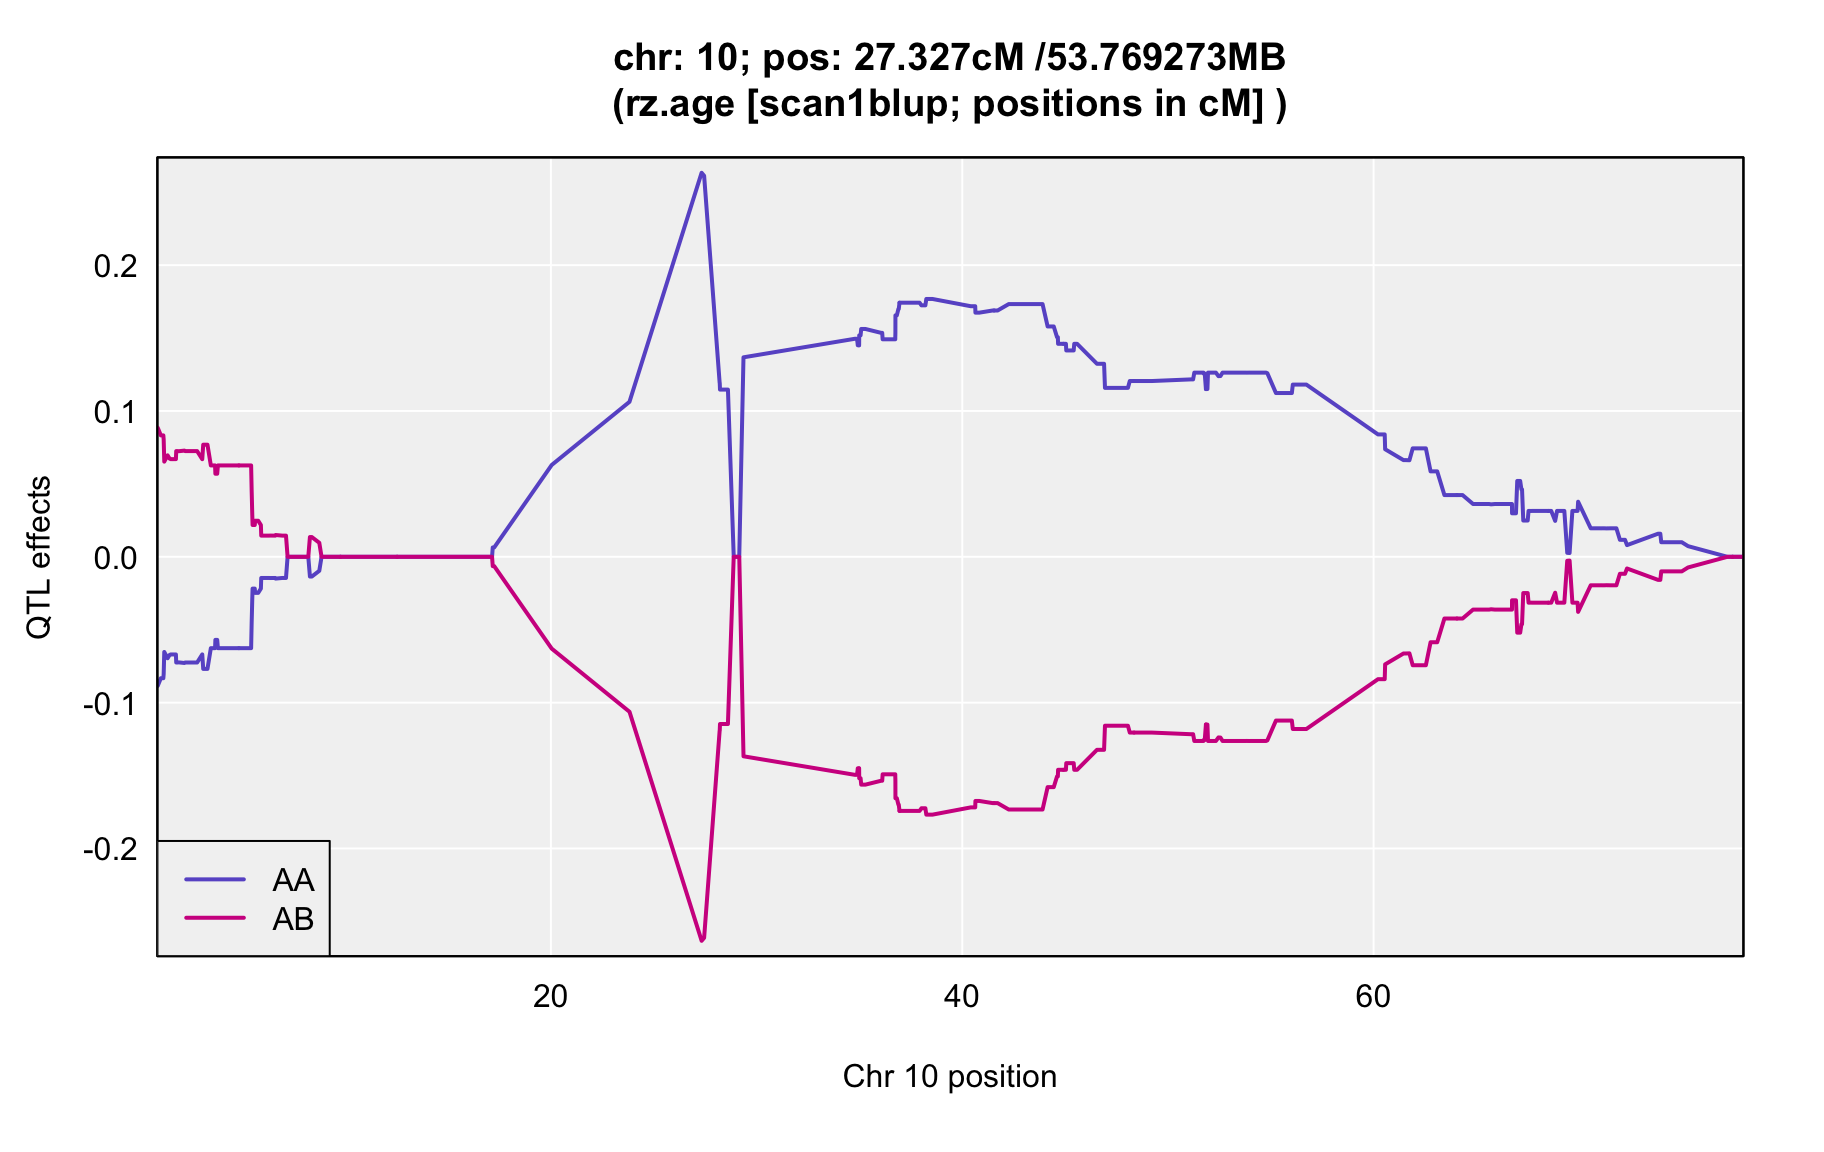 chr: 10; pos: 27.327cM /53.769273MB
(rz.age [scan1blup; positions in cM] )
QTL effects
0.2
0.1
0.0
-0.1
-0.2
AA
AB
20 40 60
Chr 10 position